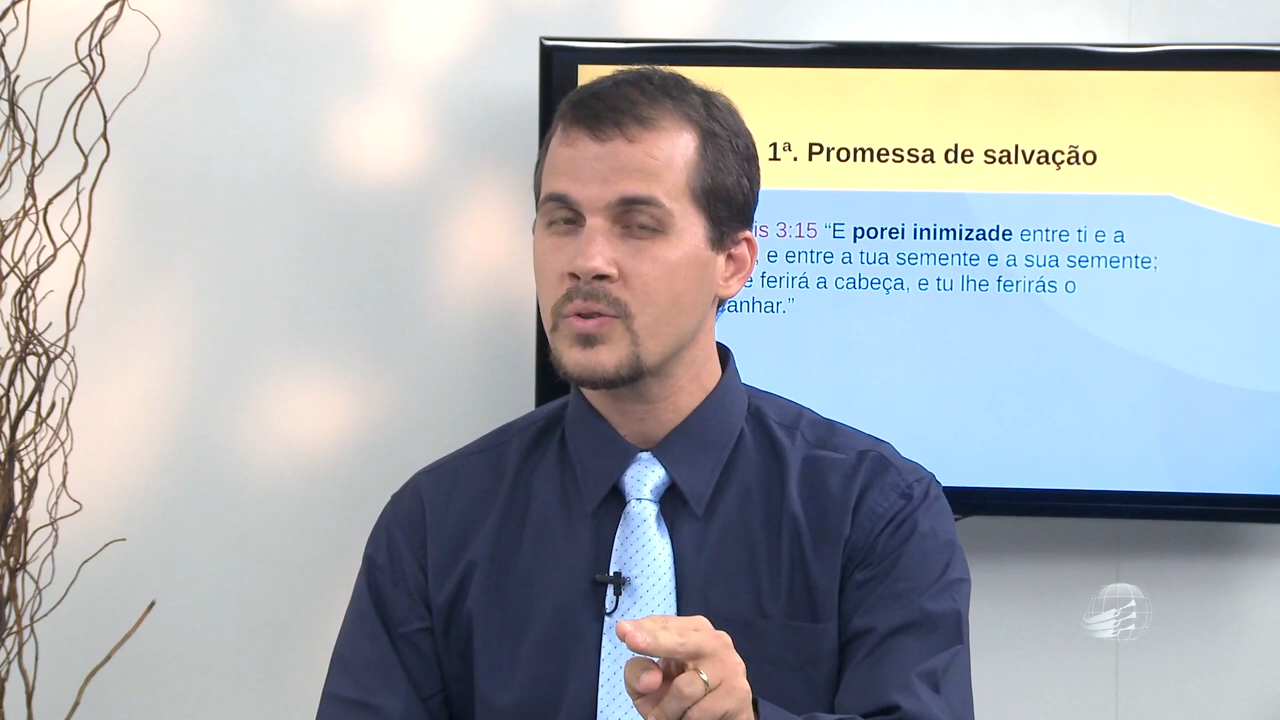 1ª. Promessa de salvação
is 3:15 “E porei inimizade entre ti e a
, e entre a tua semente e a sua semente;
e ferirá a cabeça, e tu lhe ferirás o
canhar.”